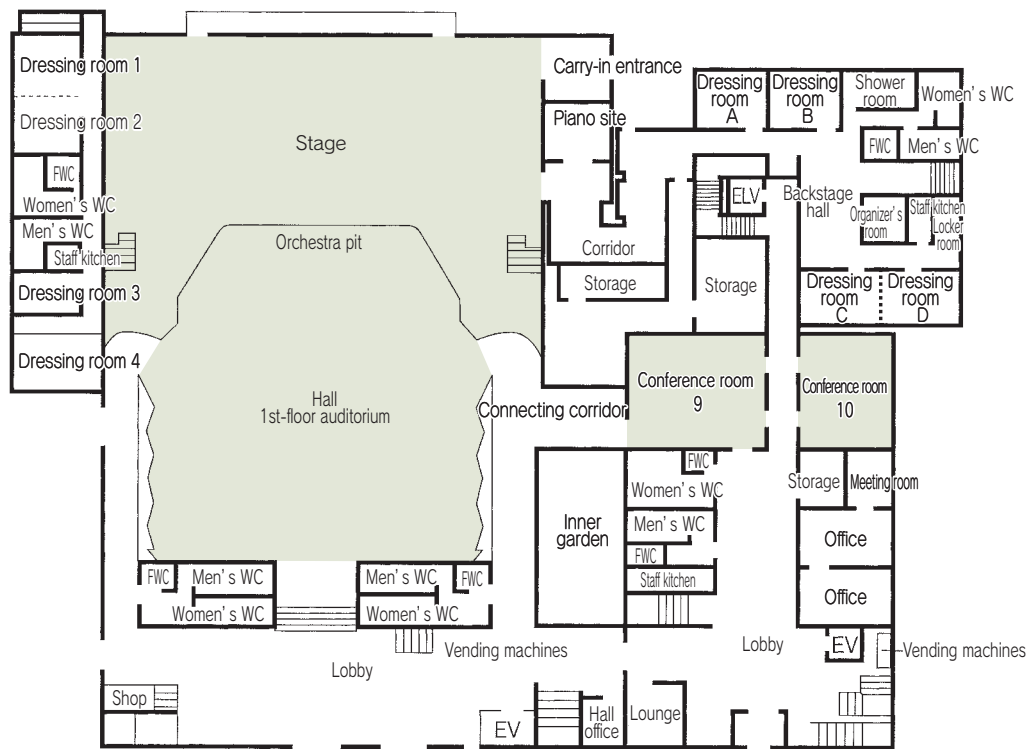 Dressing room 1
Dressing room 2
FWC
Women's WC
Men's WC
Staff kitchen
Dressing room 3
Dressing room 4
Stage
Orchestra pit
Hall
1st-floor auditorium
Carry-in entrance
Piano site
Corridor
Storage
Storage
Dressing
room
A
Dressing
room
B
Shower
room
Women's WC
FWC
Men's WC
ELV
Backstage
hall
Organizer's
room
Staff kitchen
Locker
room
Dressing
room
C
Dressing
room
D
Connecting corridor
Conference room
9
Conference room
10
FWC
Women's WC
Men's WC
FWC
Staff kitchen
Inner
garden
Storage
Meeting room
Office
Office
FWC
Men's WC
Women's WC
Men's WC
FWC
Women's WC
Vending machines
Lobby
Shop
EV
Hall
office
Lounge
Lobby
EV
Vending machines